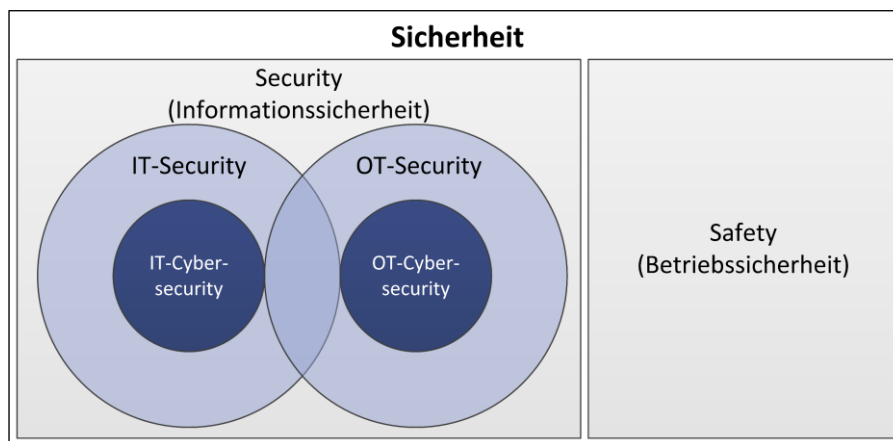 Sicherheit
Security
(Informationssicherheit)
IT-Security
OT-Security
IT-Cyber-
security
OT-Cyber-
security
Safety
(Betriebssicherheit)